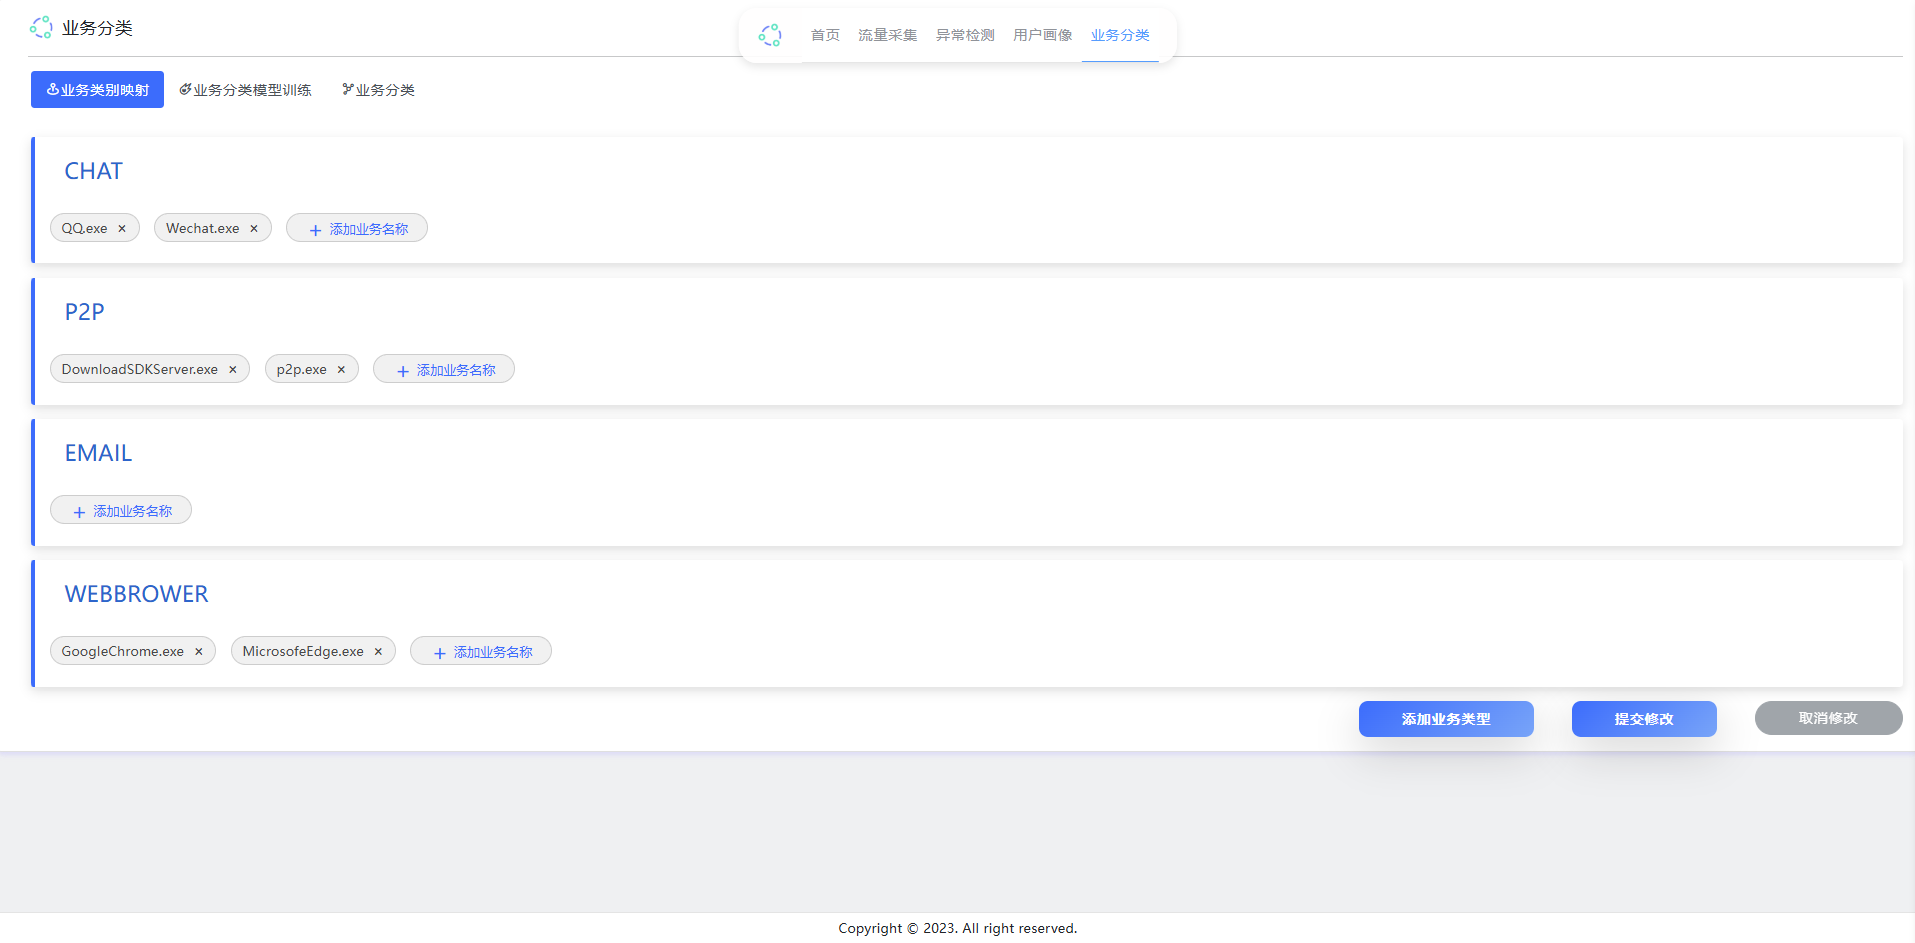 业务分类
首页 流量采集 异常检测 用户画像 业务分类
业务类别映射 业务分类模型训练 业务分类
CHAT
QQ.exe × Wechat.exe × + 添加业务名称
P2P
DownloadSDKServer.exe × p2p.exe × + 添加业务名称
EMAIL
+ 添加业务名称
WEBBROWER
GoogleChrome.exe × MicrosofeEdge.exe × + 添加业务名称
添加业务类型 提交修改 取消修改
Copyright © 2023. All right reserved.